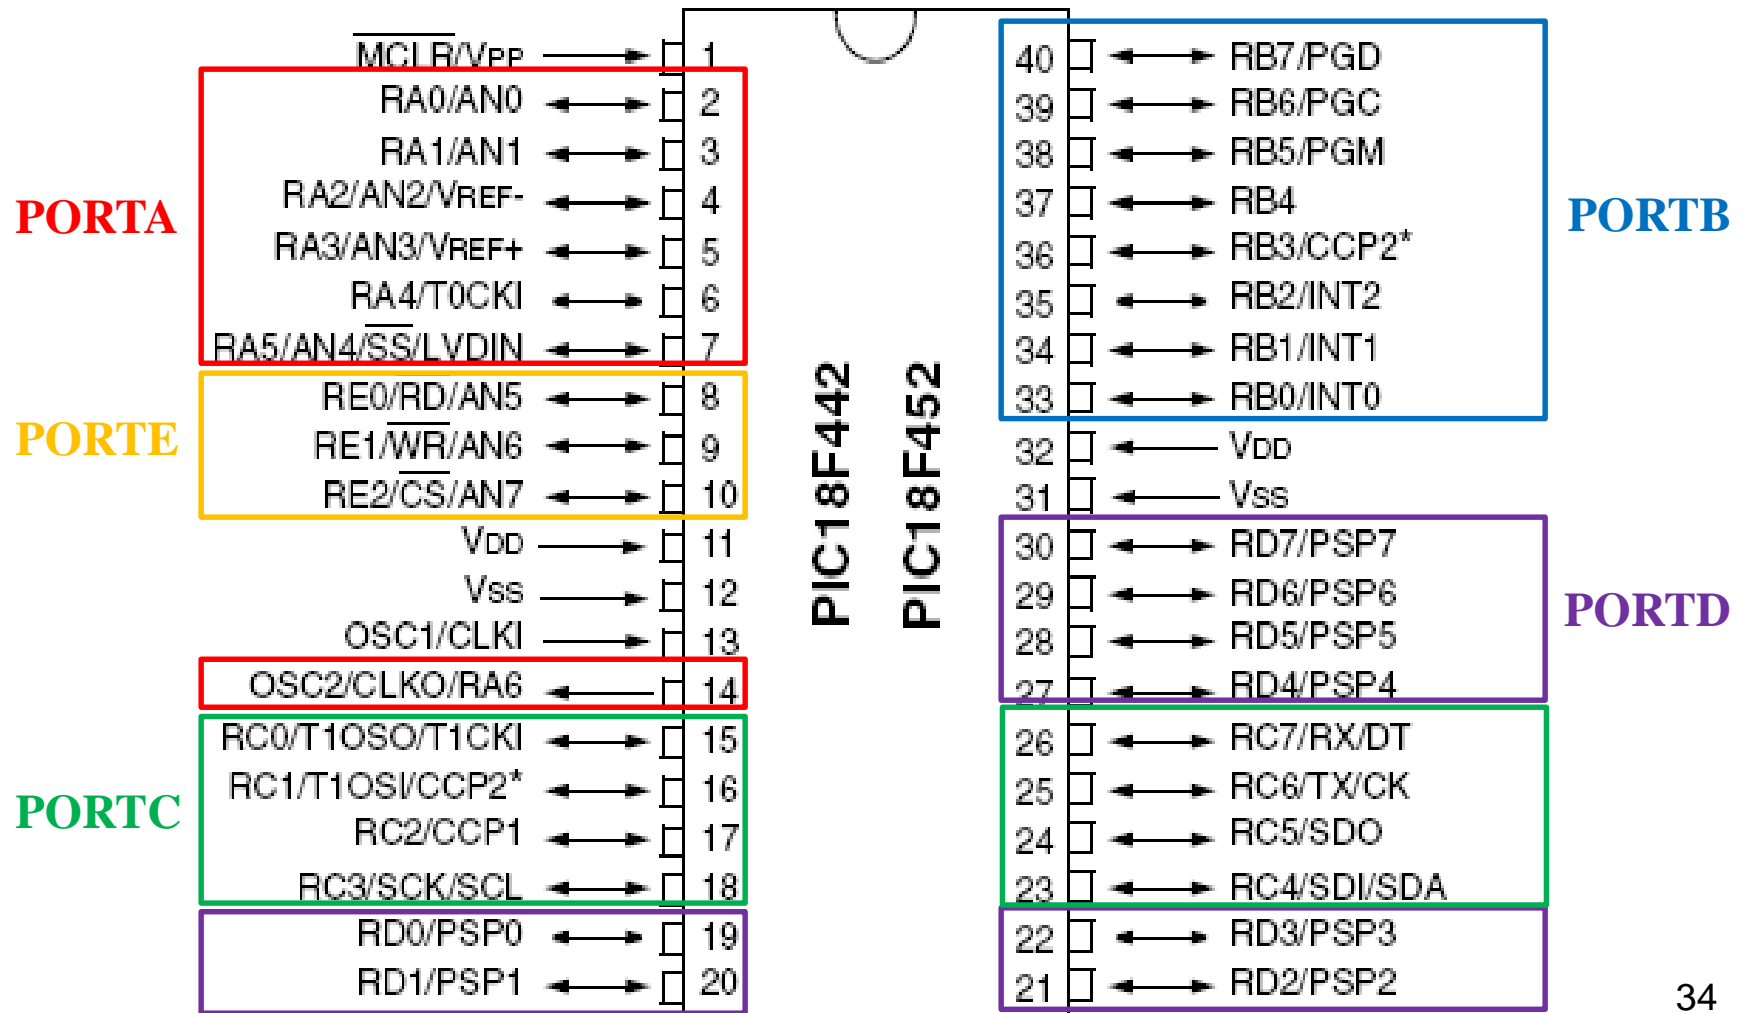 MCLR/VPP 1
RA0/AN0 2
RA1/AN1 3
RA2/AN2/VREF- 4
RA3/AN3/VREF+ 5
RA4/T0CKI 6
RA5/AN4/SS/LVDIN 7
PORTA
RE0/RD/AN5 8
RE1/WR/AN6 9
RE2/CS/AN7 10
PORTE
VDD 11
VSS 12
OSC1/CLKI 13
OSC2/CLKO/RA6 14
RC0/T1OSO/T1CKI 15
RC1/T1OSI/CCP2* 16
RC2/CCP1 17
RC3/SCK/SCL 18
PORTC
RD0/PSP0 19
RD1/PSP1 20
PIC18F442
PIC18F452
40 RB7/PGD
39 RB6/PGC
38 RB5/PGM
37 RB4
36 RB3/CCP2*
35 RB2/INT2
34 RB1/INT1
33 RB0/INT0
PORTB
32 VDD
31 VSS
30 RD7/PSP7
29 RD6/PSP6
28 RD5/PSP5
27 RD4/PSP4
PORTD
26 RC7/RX/DT
25 RC6/TX/CK
24 RC5/SDO
23 RC4/SDI/SDA
22 RD3/PSP3
21 RD2/PSP2
34